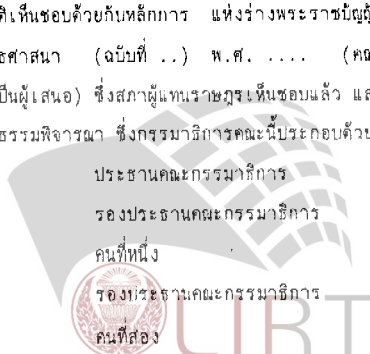 ติเห็นชอบด้วยกับหลักการ แห่งร่างพระราชบัญญั
ธศาสนา (ฉบับที่ ..) พ.ศ. .... (คณ
ป็นผู้เสนอ) ซึ่งสภาผู้แทนราษฎรเห็นชอบแล้ว แล
ธรรมพิจารณา ซึ่งกรรมาธิการคณะนี้ประกอบด้วย
ประธานคณะกรรมาธิการ
รองประธานคณะกรรมาธิการ
คนที่หนึ่ง
รองประธานคณะกรรมาธิการ
คนที่สอง
LIRT